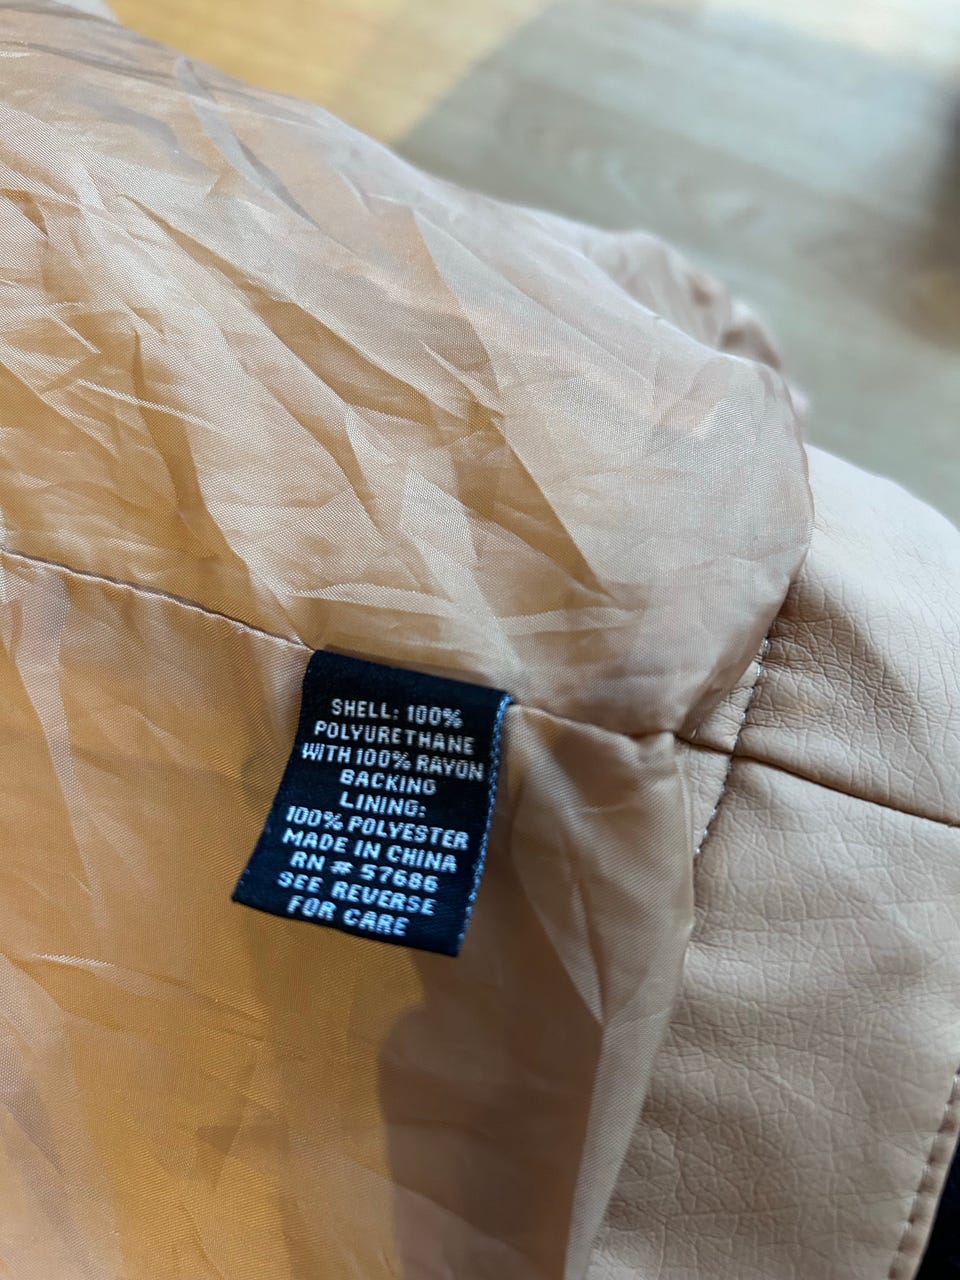 SHELL: 100%
POLYURETHANE
WITH 100% RAYON
BACKING
LINING:
100% POLYESTER
MADE IN CHINA
RN # 57686
SEE REVERSE
FOR CARE